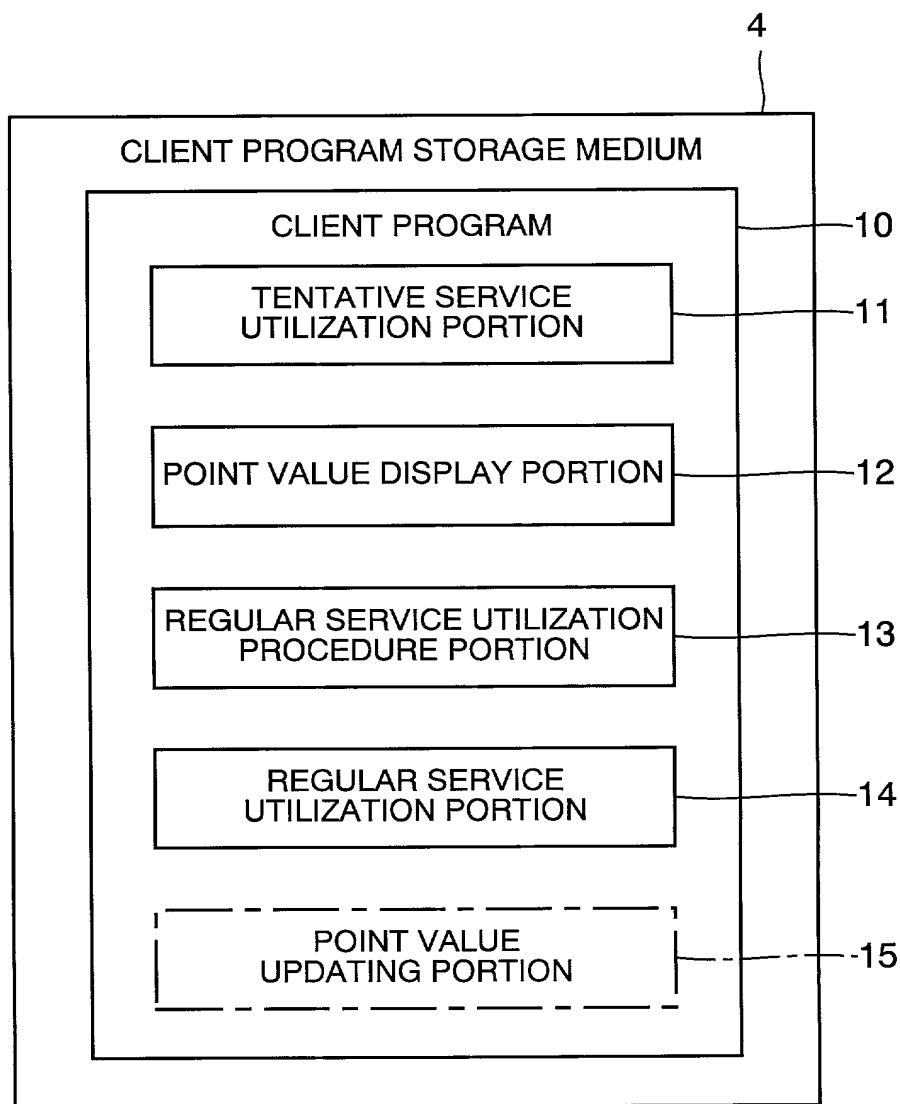 4
CLIENT PROGRAM STORAGE MEDIUM
CLIENT PROGRAM
10
TENTATIVE SERVICE
UTILIZATION PORTION
11
POINT VALUE DISPLAY PORTION
12
REGULAR SERVICE UTILIZATION
PROCEDURE PORTION
13
REGULAR SERVICE
UTILIZATION PORTION
14
POINT VALUE
UPDATING PORTION
15